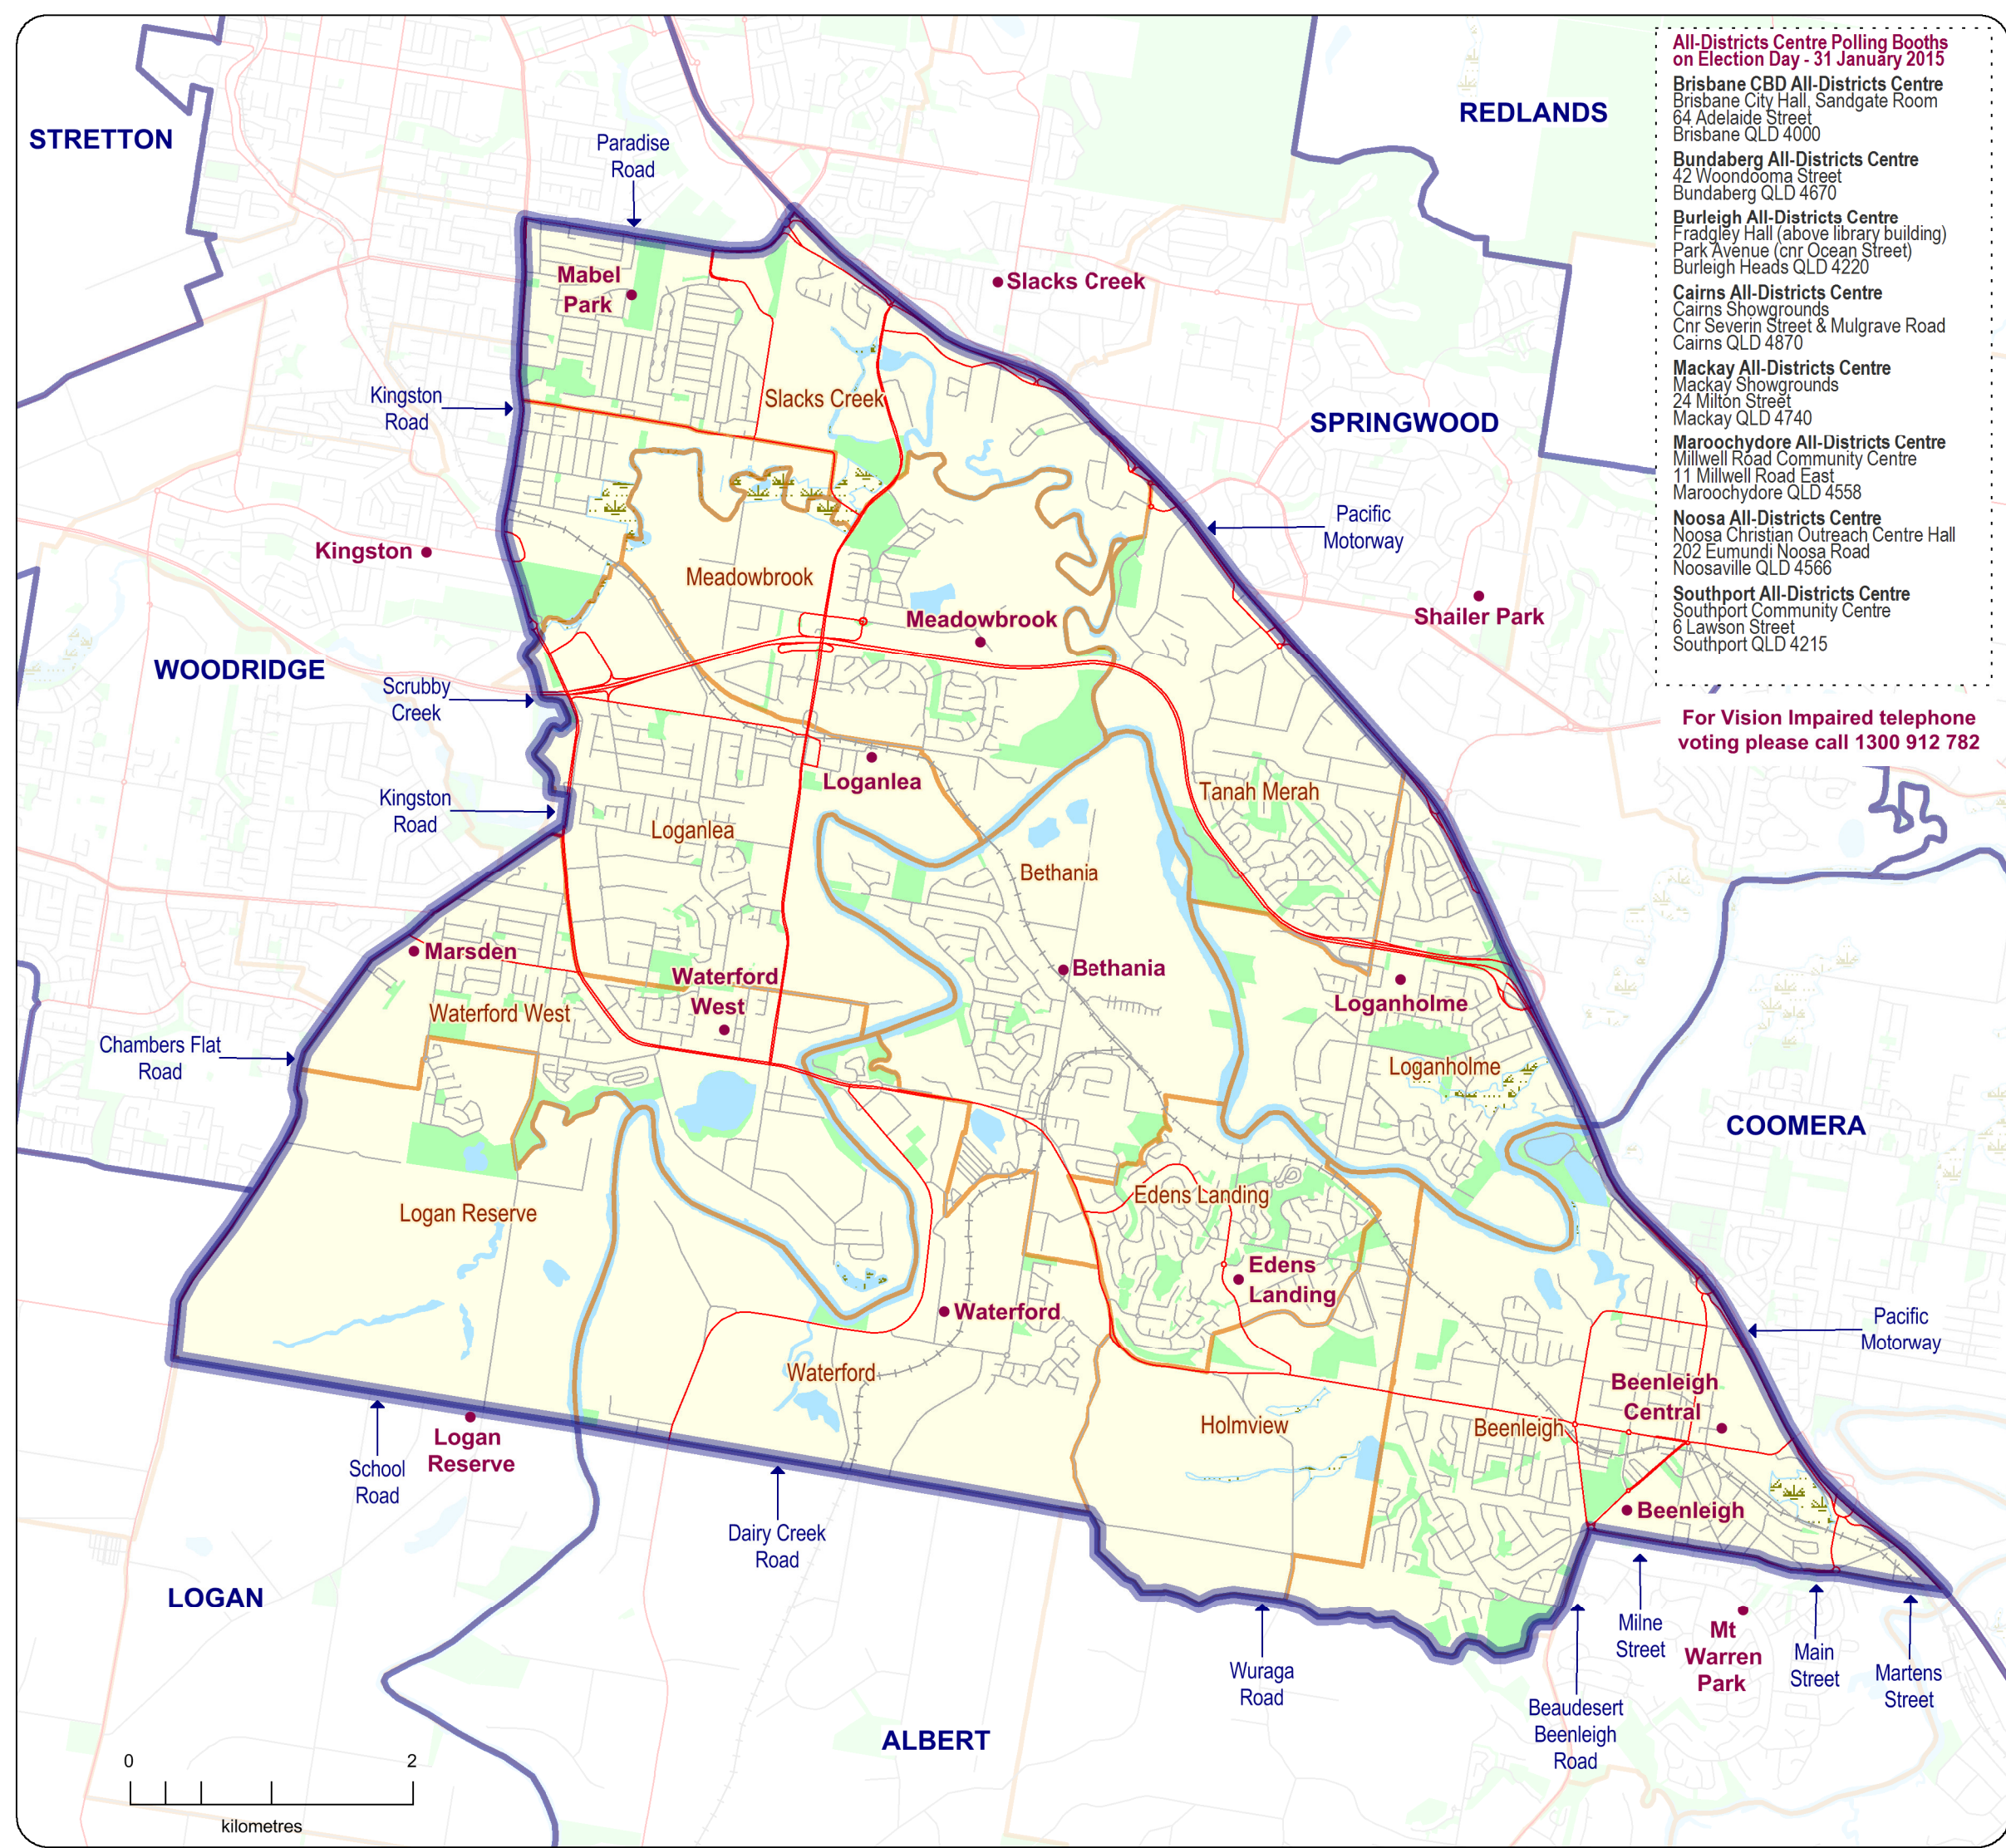 All-Districts Centre Polling Booths
on Election Day - 31 January 2015
Brisbane CBD All-Districts Centre
Brisbane City Hall, Sandgate Room
64 Adelaide Street
Brisbane QLD 4000
Bundaberg All-Districts Centre
42 Woondooma Street
Bundaberg QLD 4670
Burleigh All-Districts Centre
Fradgley Hall (above library building)
Park Avenue (cnr Ocean Street)
Burleigh Heads QLD 4220
Cairns All-Districts Centre
Cairns Showgrounds
Cnr Severin Street & Mulgrave Road
Cairns QLD 4870
Mackay All-Districts Centre
Mackay Showgrounds
24 Milton Street
Mackay QLD 4740
Maroochydore All-Districts Centre
Millwell Road Community Centre
11 Millwell Road East
Maroochydore QLD 4558
Noosa All-Districts Centre
Noosa Christian Outreach Centre Hall
202 Eumundi Noosa Road
Noosaville QLD 4566
Southport All-Districts Centre
Southport Community Centre
6 Lawson Street
Southport QLD 4215
For Vision Impaired telephone
voting please call 1300 912 782
STRETTON
REDLANDS
Paradise
Road
Mabel
Park
Slacks Creek
Kingston
Road
Slacks Creek
SPRINGWOOD
Pacific
Motorway
Kingston
Meadowbrook
Meadowbrook
Shailer Park
WOODRIDGE
Scrubby
Creek
Loganlea
Tanah Merah
Kingston
Road
Loganlea
Bethania
Marsden
Waterford
West
Bethania
Loganholme
Waterford West
Chambers Flat
Road
Loganholme
COOMERA
Logan Reserve
Edens Landing
Edens
Landing
Waterford
Pacific
Motorway
Waterford
Beenleigh
Central
Holmview
Beenleigh
Logan
Reserve
School
Road
Dairy Creek
Road
Beenleigh
LOGAN
Milne
Street
Mt
Warren
Park
Main
Street
Martens
Street
Wuraga
Road
Beaudesert
Beenleigh
Road
ALBERT
0 2
kilometres